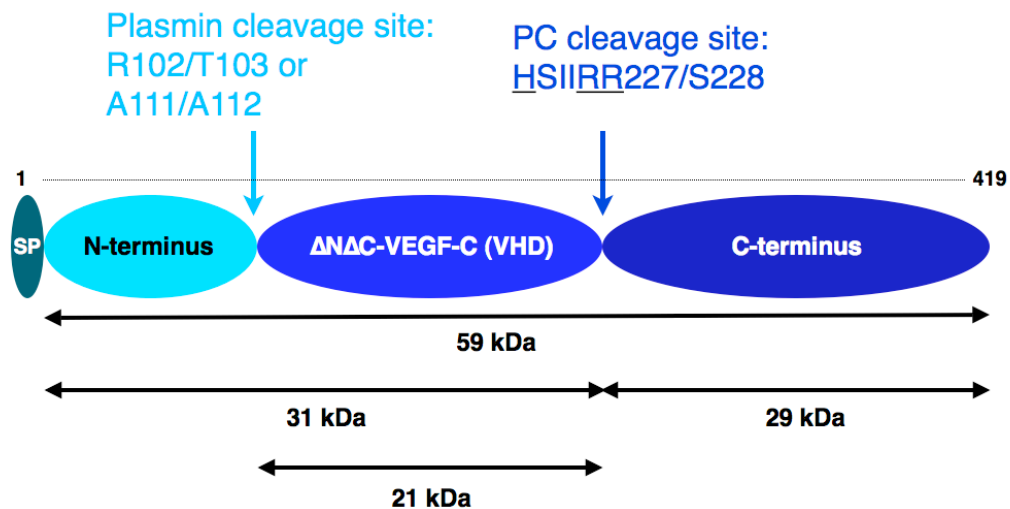 Plasmin cleavage site:
R102/T103 or
A111/A112
PC cleavage site:
HSIIRR227/S228
1
419
SP
N-terminus
ΔNΔC-VEGF-C (VHD)
C-terminus
59 kDa
31 kDa
29 kDa
21 kDa